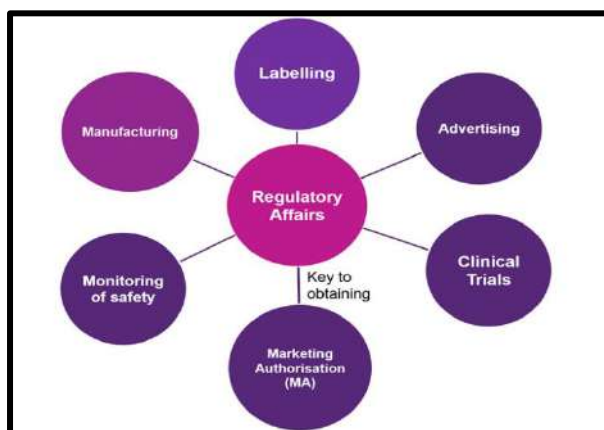 Labelling
Manufacturing
Advertising
Regulatory
Affairs
Monitoring
of safety
Clinical
Trials
Key to
obtaining
Marketing
Authorisation
(MA)